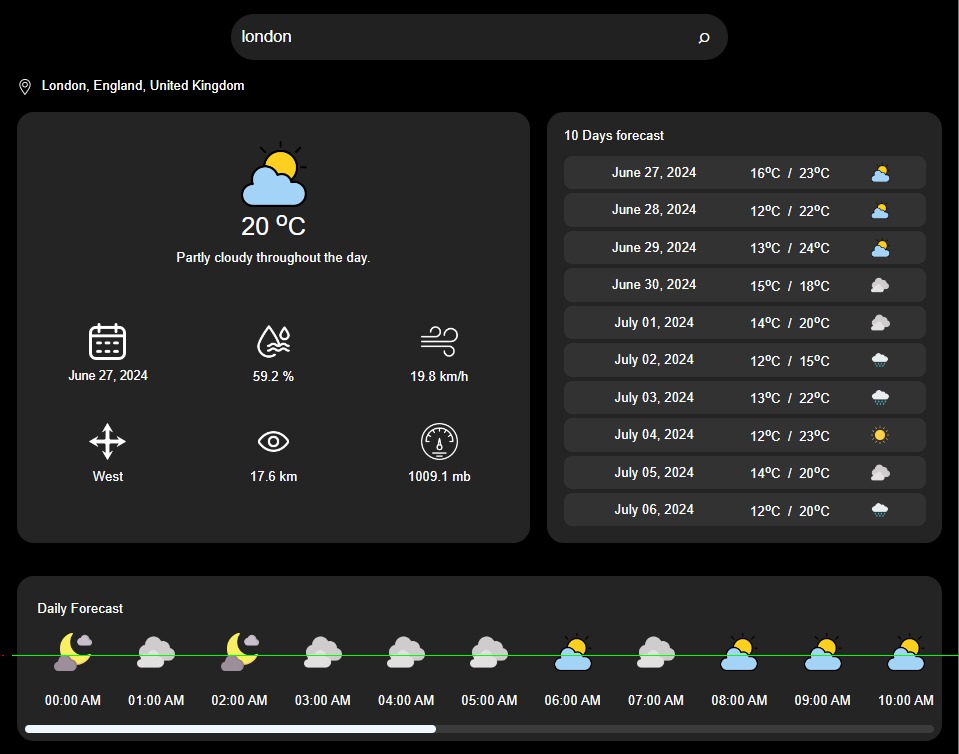 london
London, England, United Kingdom
20 ºC
Partly cloudy throughout the day.
June 27, 2024
59.2 %
19.8 km/h
West
17.6 km
1009.1 mb
10 Days forecast
June 27, 2024 16ºC / 23ºC
June 28, 2024 12ºC / 22ºC
June 29, 2024 13ºC / 24ºC
June 30, 2024 15ºC / 18ºC
July 01, 2024 14ºC / 20ºC
July 02, 2024 12ºC / 15ºC
July 03, 2024 13ºC / 22ºC
July 04, 2024 12ºC / 23ºC
July 05, 2024 14ºC / 20ºC
July 06, 2024 12ºC / 20ºC
Daily Forecast
00:00 AM 01:00 AM 02:00 AM 03:00 AM 04:00 AM 05:00 AM 06:00 AM 07:00 AM 08:00 AM 09:00 AM 10:00 AM